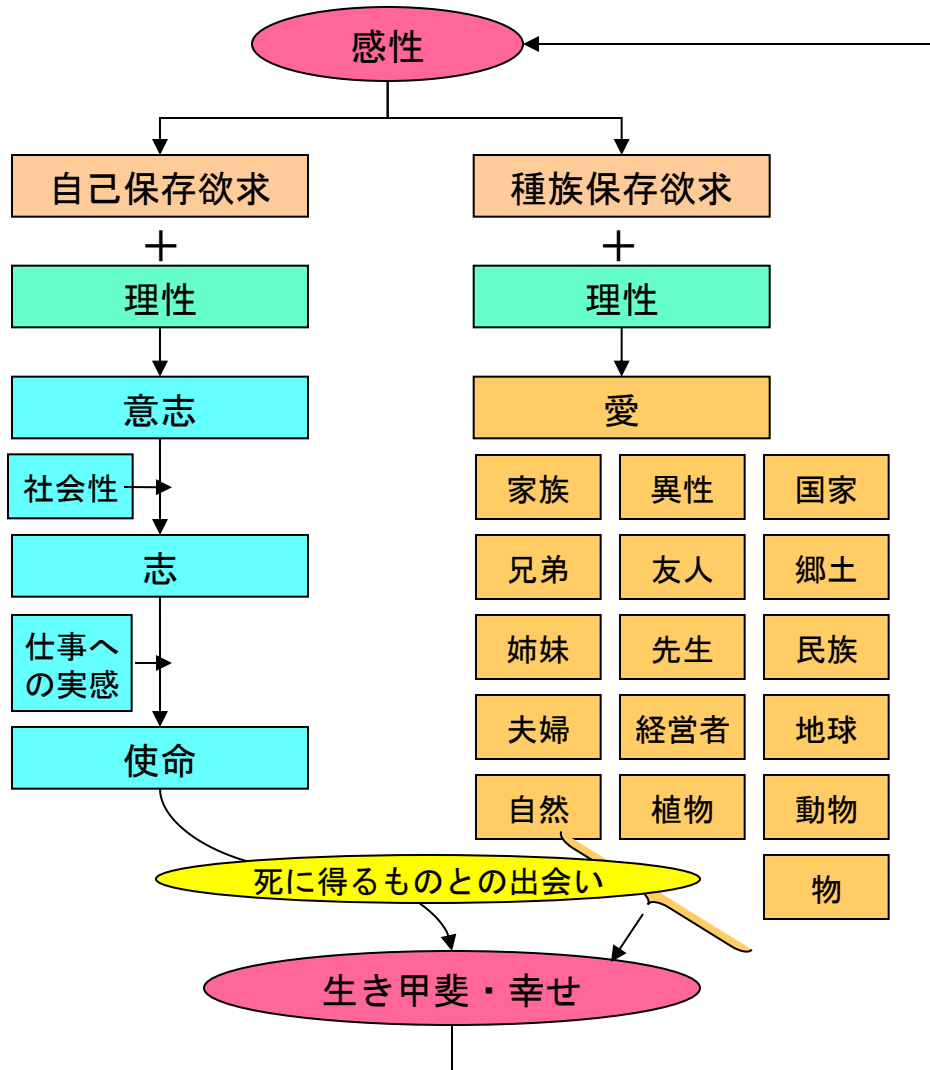 感性
自己保存欲求
種族保存欲求
＋
＋
理性
理性
意志
愛
社会性
家族
異性
国家
志
兄弟
友人
郷土
仕事へ
の実感
姉妹
先生
民族
使命
夫婦
経営者
地球
自然
植物
動物
死に得るものとの出会い
物
生き甲斐・幸せ